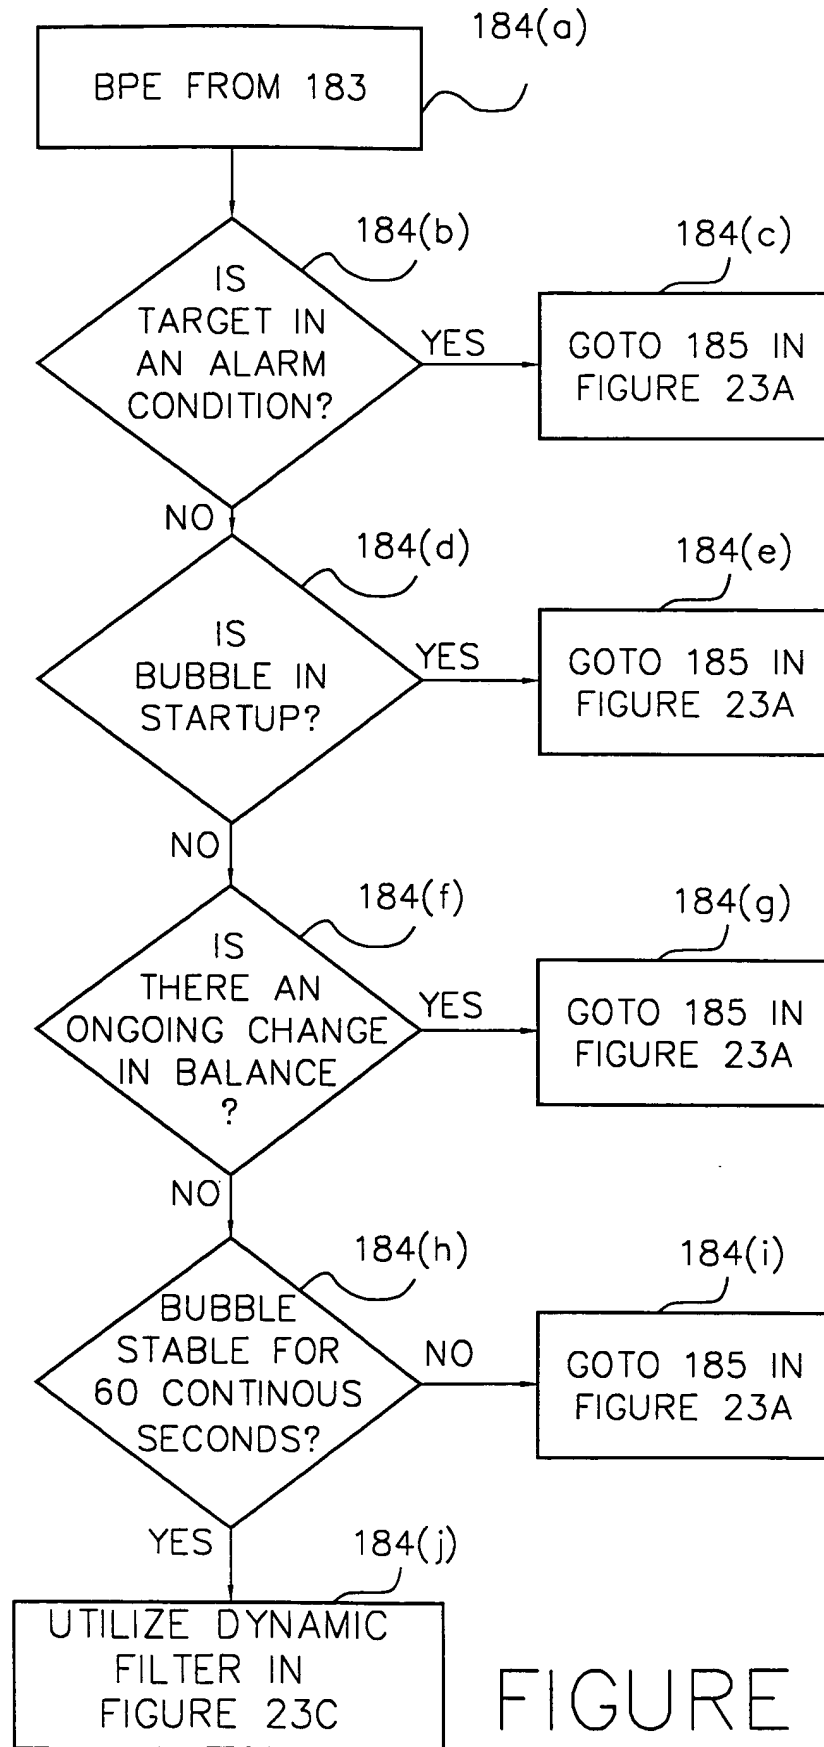 184(a)
BPE FROM 183
184(b)
184(c)
IS
TARGET IN
AN ALARM
CONDITION?
YES
GOTO 185 IN
FIGURE 23A
NO
184(d)
184(e)
IS
BUBBLE IN
STARTUP?
YES
GOTO 185 IN
FIGURE 23A
NO
184(f)
184(g)
IS
THERE AN
ONGOING CHANGE
IN BALANCE
?
YES
GOTO 185 IN
FIGURE 23A
NO
184(h)
184(i)
BUBBLE
STABLE FOR
60 CONTINOUS
SECONDS?
NO
GOTO 185 IN
FIGURE 23A
YES
184(j)
UTILIZE DYNAMIC
FILTER IN
FIGURE 23C
FIGURE